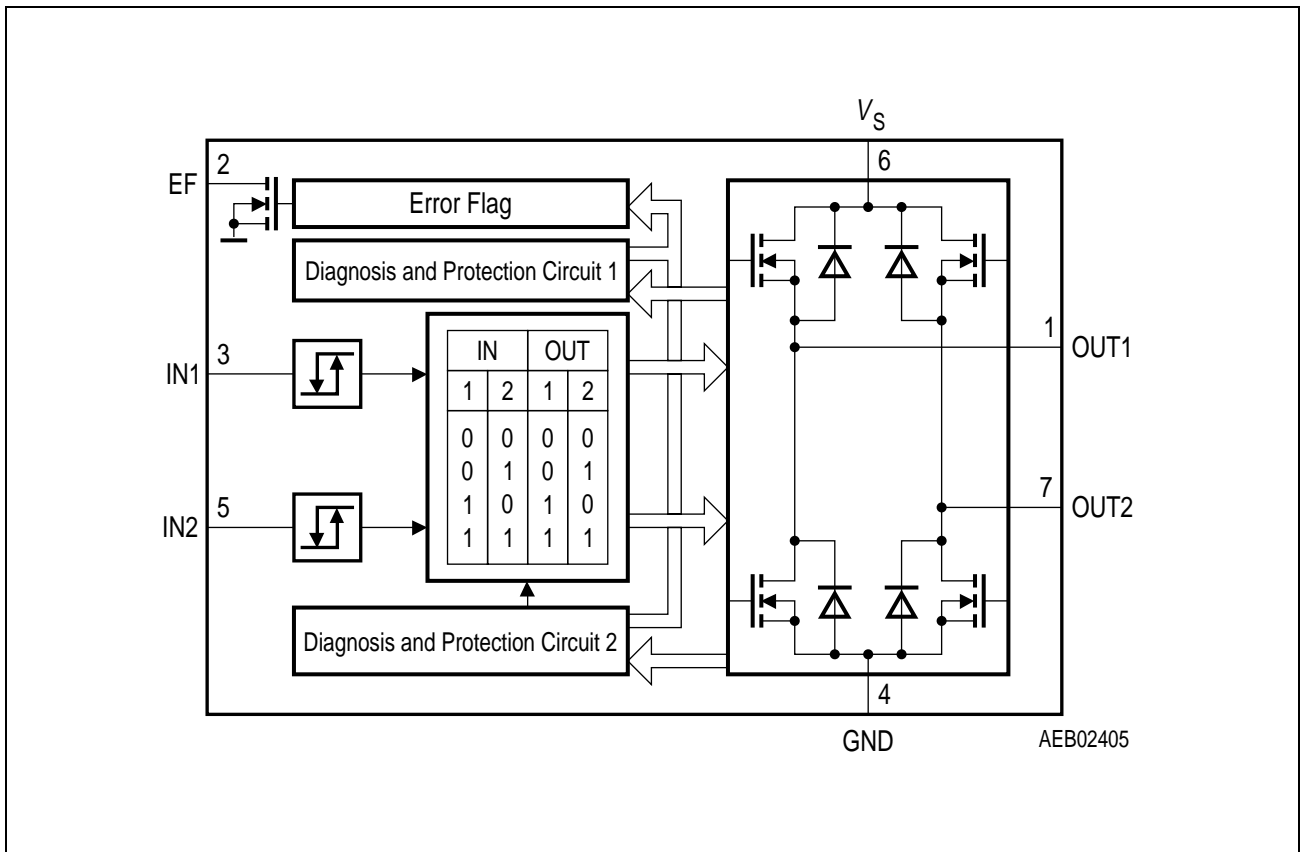 V S
6
2
EF
Error Flag
Diagnosis and Protection Circuit 1
1
OUT1
3
IN1
IN OUT
1 2 1 2
0 0 0 0
0 1 0 1
1 0 1 0
1 1 1 1
7
OUT2
5
IN2
Diagnosis and Protection Circuit 2
4
GND
AEB02405